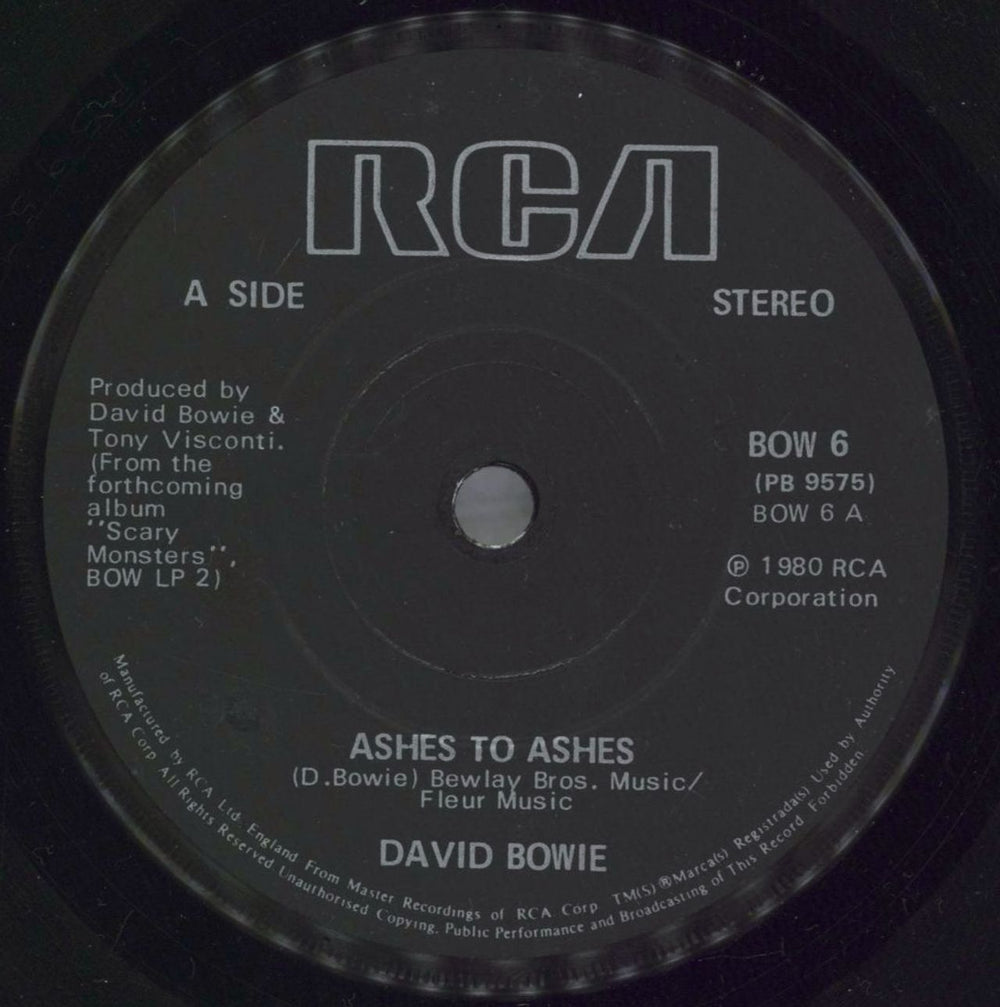 RCA
A SIDE
STEREO
Produced by
David Bowie &
Tony Visconti.
(From the
forthcoming
album
"Scary
Monsters",
BOW LP 2)
BOW 6
(PB 9575)
BOW 6 A
℗ 1980 RCA
Corporation
ASHES TO ASHES
(D.Bowie) Bewlay Bros. Music/
Fleur Music
DAVID BOWIE
Manufactured by RCA Ltd. England From Master Recordings of RCA Corp TM(S) ® Marca(s) Registrada(s) Used by Authority
of RCA Corp All Rights Reserved Unauthorised Copying, Public Performance and Broadcasting of This Record Forbidden